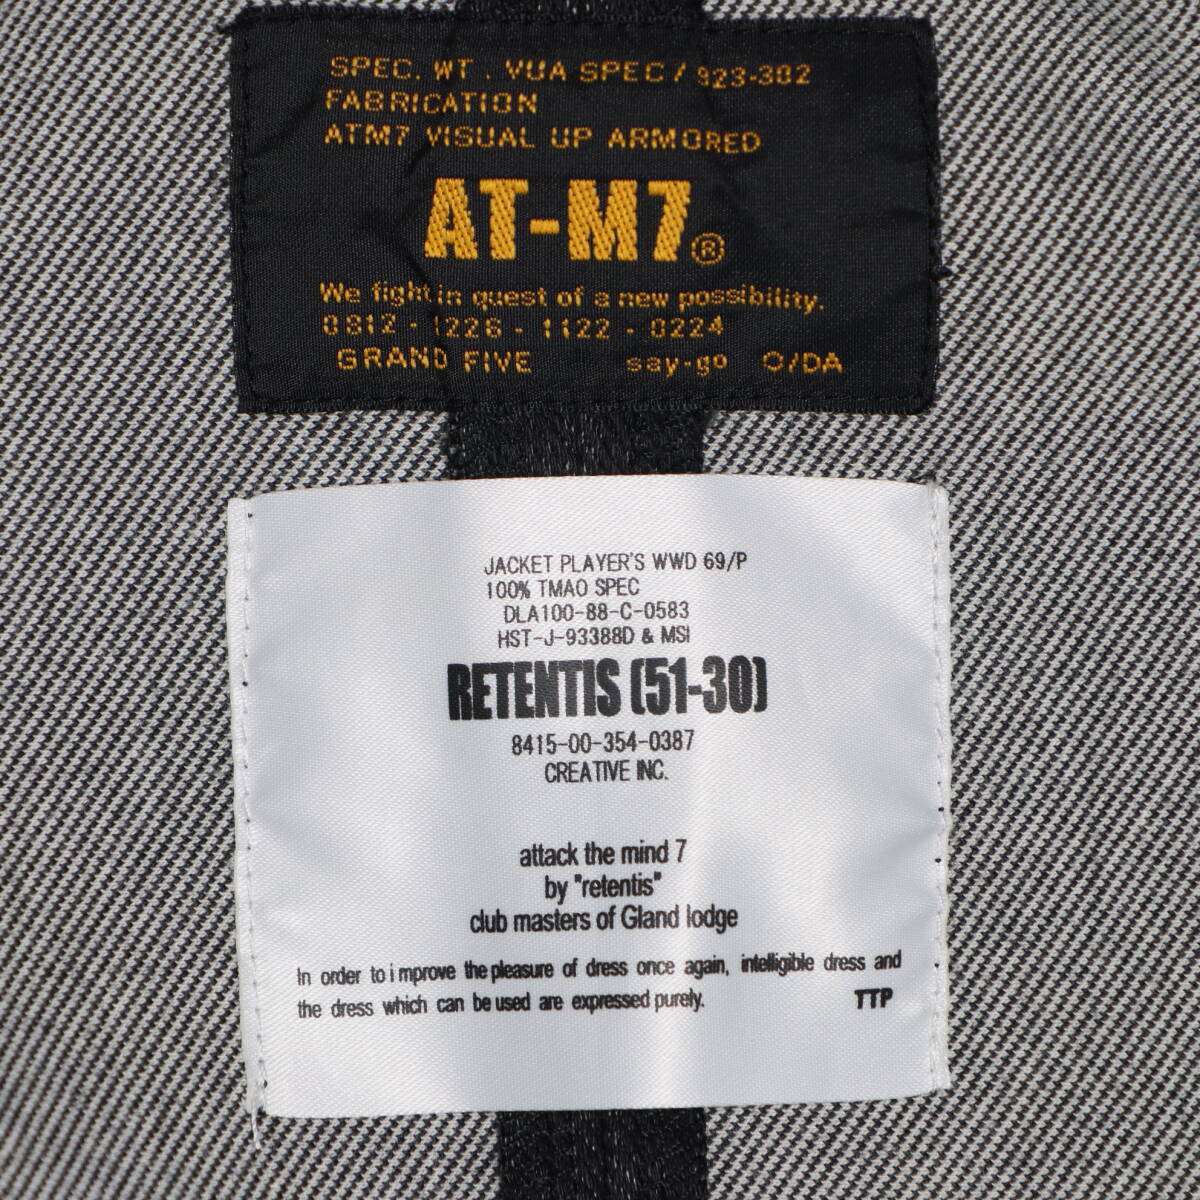 SPEC. WT. VUA SPEC / 923-302
FABRICATION
ATM7 VISUAL UP ARMORED
AT-M7®
We fight in quest of a new possibility.
0812 - 1226 - 1122 - 0224
GRAND FIVE say-go O/DA
JACKET PLAYER'S WWD 69/P
100% TMAO SPEC
DLA100-88-C-0583
HST-J-93388D & MSI
RETENTIS (51-30)
8415-00-354-0387
CREATIVE INC.
attack the mind 7
by "retentis"
club masters of Gland lodge
In order to improve the pleasure of dress once again, intelligible dress and
the dress which can be used are expressed purely. TTP